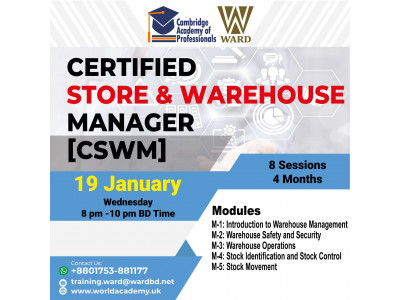 Cambridge
Academy of
Professionals
WARD
CERTIFIED
STORE & WAREHOUSE
MANAGER
[CSWM]
8 Sessions
4 Months
19 January
Wednesday
8 pm -10 pm BD Time
Modules
M-1: Introduction to Warehouse Management
M-2: Warehouse Safety and Security
M-3: Warehouse Operations
M-4: Stock Identification and Stock Control
M-5: Stock Movement
Contact Us:
+8801753-881177
training.ward@wardbd.net
www.worldacademy.uk